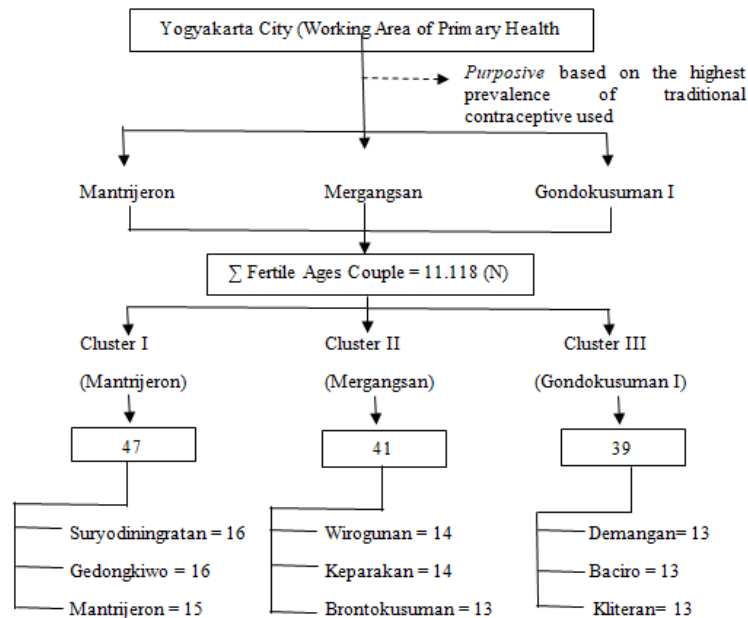 Yogyakarta City (Working Area of Primary Health
Purposive based on the highest
prevalence of traditional
contraceptive used
Mantrijeron
Mergangsan
Gondokusuman I
∑ Fertile Ages Couple = 11.118 (N)
Cluster I
(Mantrijeron)
Cluster II
(Mergangsan)
Cluster III
(Gondokusuman I)
47
41
39
Suryodiningratan = 16
Gedongkiwo = 16
Mantrijeron = 15
Wirogunan = 14
Keparakan = 14
Brontokusuman = 13
Demangan= 13
Baciro = 13
Kliteran= 13